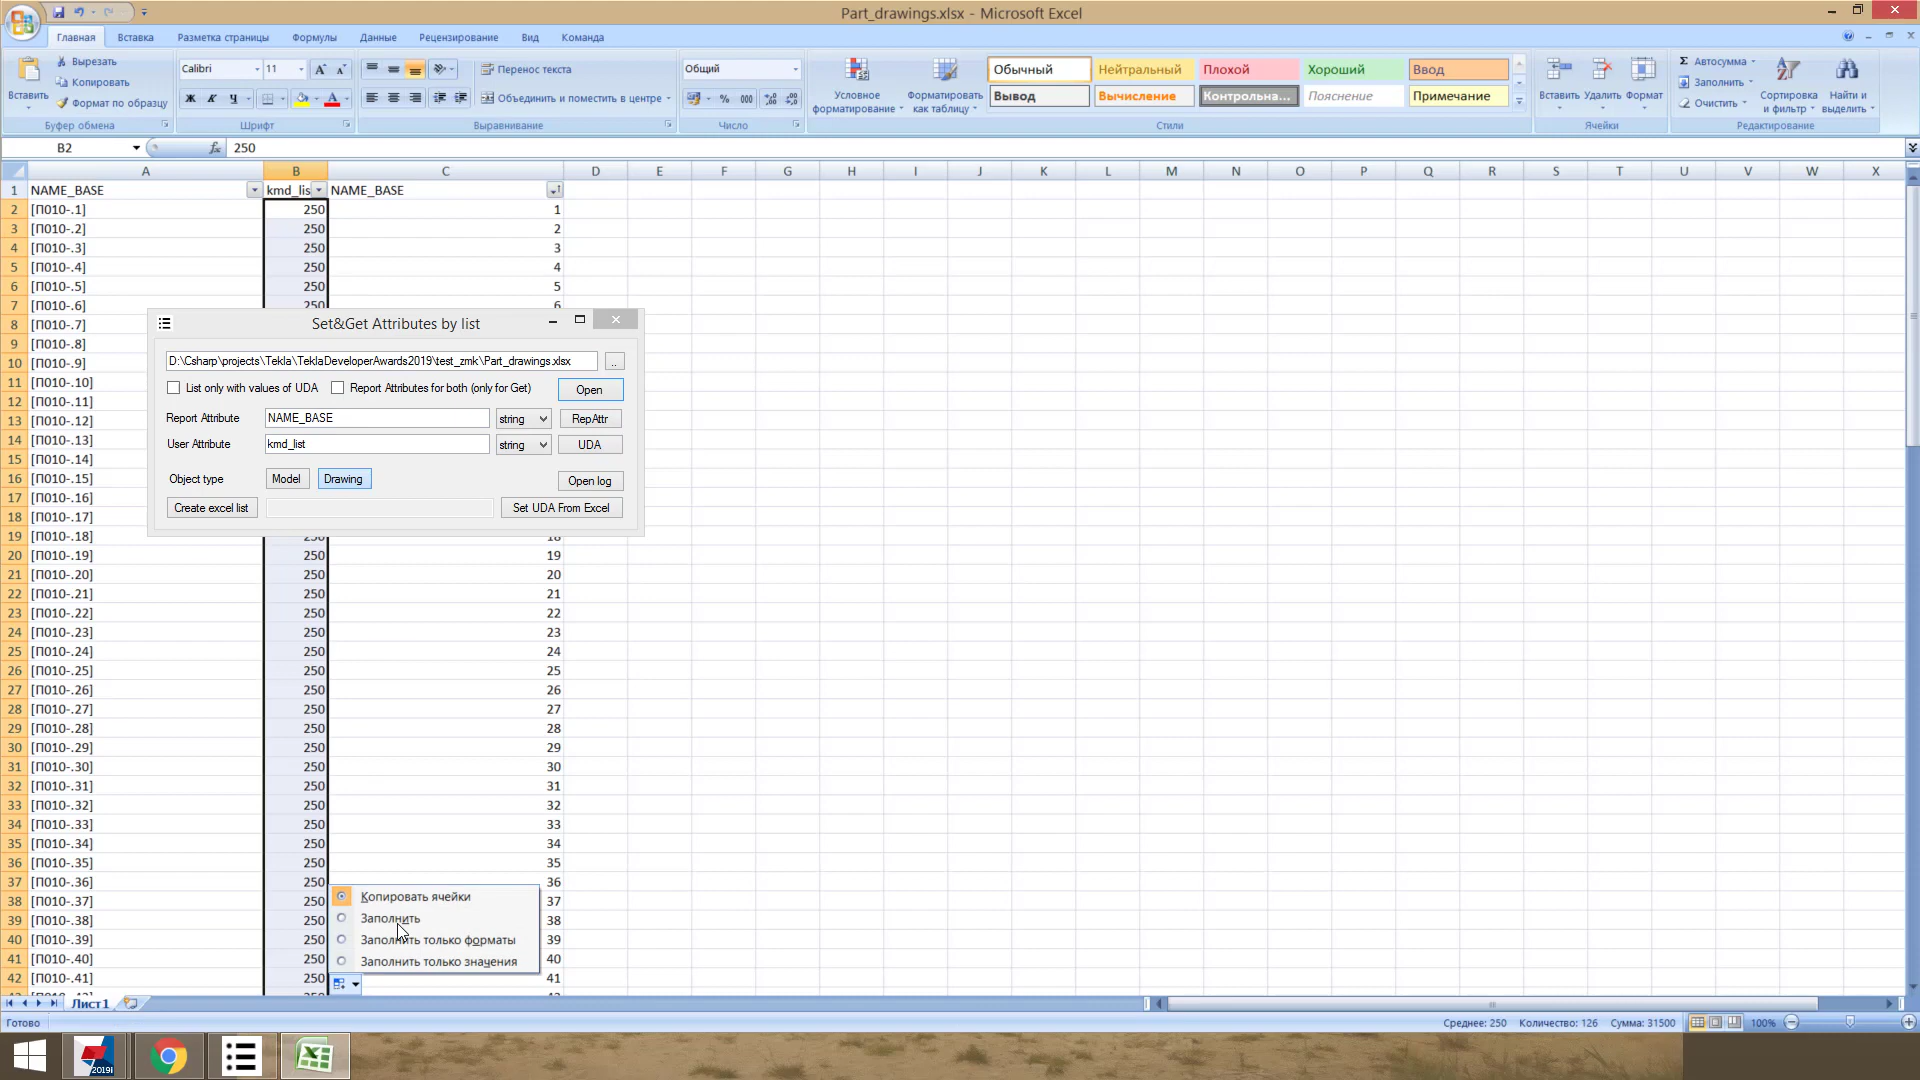 Part_drawings.xlsx - Microsoft Excel
Главная Вставка Разметка страницы Формулы Данные Рецензирование Вид Команда
Вставить
Вырезать
Копировать
Формат по образцу
Буфер обмена
Calibri 11
Ж К Ч
Шрифт
Перенос текста
Объединить и поместить в центре
Выравнивание
Общий
% 000
Число
Условное форматирование
Форматировать как таблицу
Обычный Нейтральный Плохой Хороший Ввод
Вывод Вычисление Контрольна... Пояснение Примечание
Стили
Вставить Удалить Формат
Ячейки
Σ Автосумма
Заполнить
Очистить
Сортировка и фильтр
Найти и выделить
Редактирование
B2 fx 250
A B C D E F G H I J K L M N O P Q R S T U V W X
1 NAME_BASE kmd_lis NAME_BASE
2 [П010-.1] 250 1
3 [П010-.2] 250 2
4 [П010-.3] 250 3
5 [П010-.4] 250 4
6 [П010-.5] 250 5
7 [П010-.6] 250 6
8 [П010-.7]
9 [П010-.8]
10 [П010-.9]
11 [П010-.10]
12 [П010-.11]
13 [П010-.12]
14 [П010-.13]
15 [П010-.14]
16 [П010-.15]
17 [П010-.16]
18 [П010-.17]
Set&Get Attributes by list
D:\Csharp\projects\Tekla\TeklaDeveloperAwards2019\test_zmk\Part_drawings.xlsx ..
List only with values of UDA Report Attributes for both (only for Get) Open
Report Attribute NAME_BASE string RepAttr
User Attribute kmd_list string UDA
Object type Model Drawing Open log
Create excel list Set UDA From Excel
19 [П010-.18] 250 18
20 [П010-.19] 250 19
21 [П010-.20] 250 20
22 [П010-.21] 250 21
23 [П010-.22] 250 22
24 [П010-.23] 250 23
25 [П010-.24] 250 24
26 [П010-.25] 250 25
27 [П010-.26] 250 26
28 [П010-.27] 250 27
29 [П010-.28] 250 28
30 [П010-.29] 250 29
31 [П010-.30] 250 30
32 [П010-.31] 250 31
33 [П010-.32] 250 32
34 [П010-.33] 250 33
35 [П010-.34] 250 34
36 [П010-.35] 250 35
37 [П010-.36] 250 36
38 [П010-.37] 250 37
39 [П010-.38] 250 38
40 [П010-.39] 250 39
41 [П010-.40] 250 40
42 [П010-.41] 250 41
Копировать ячейки
Заполнить
Заполнить только форматы
Заполнить только значения
Лист1
Готово
Среднее: 250 Количество: 126 Сумма: 31500 100%
2019i